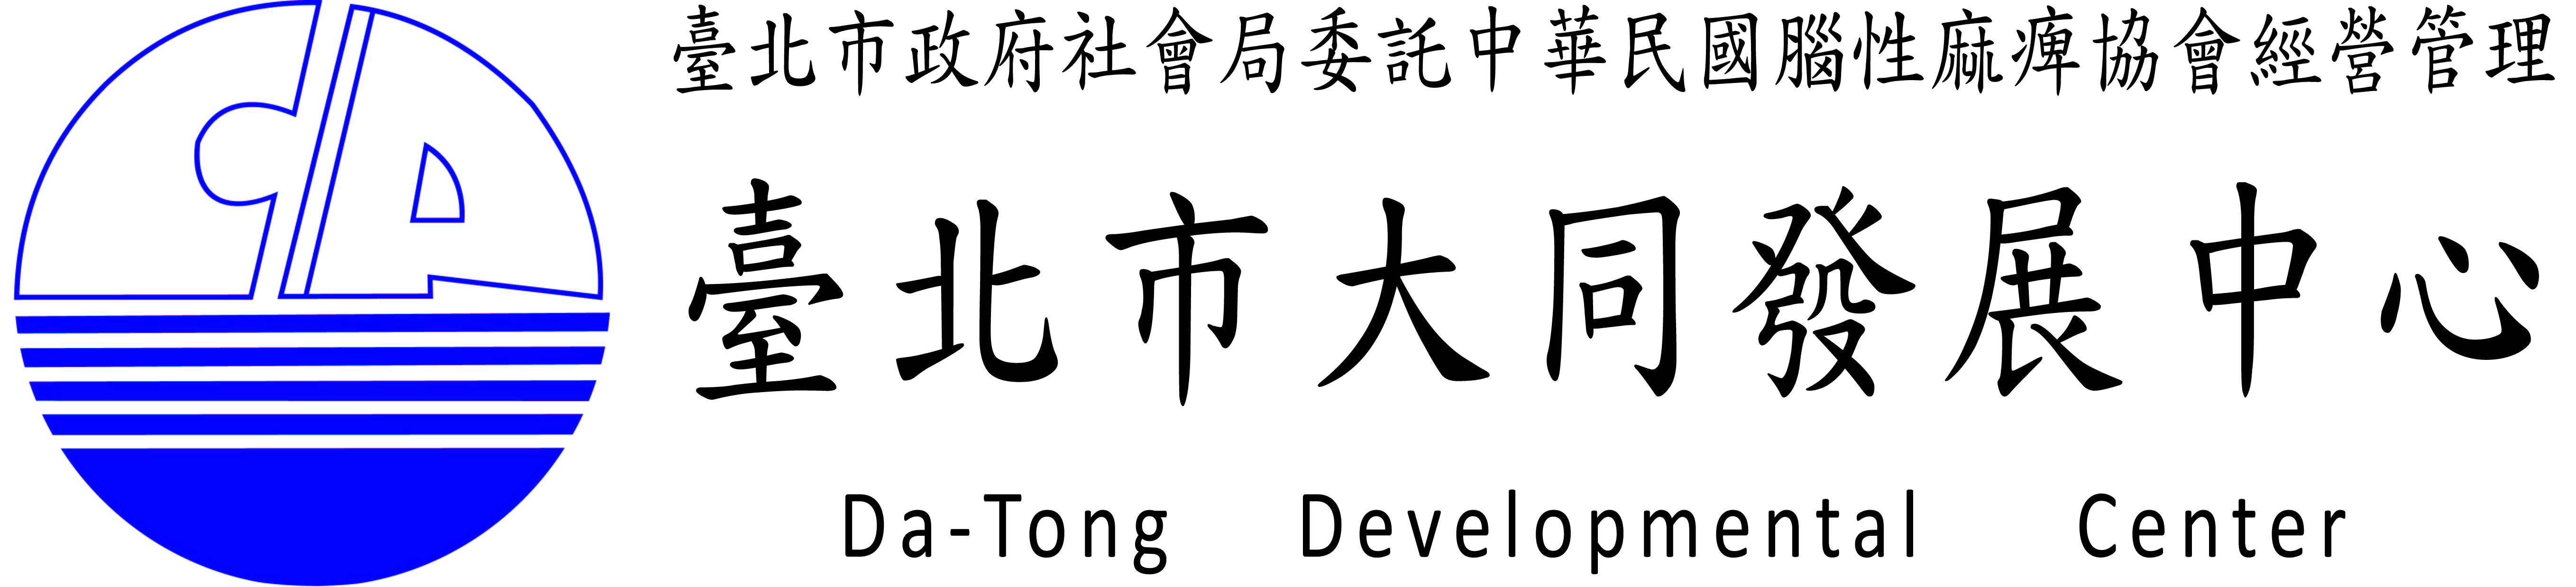 臺北市政府社會局委託中華民國腦性麻痺協會經營管理
臺北市大同發展中心
Da-Tong Developmental Center